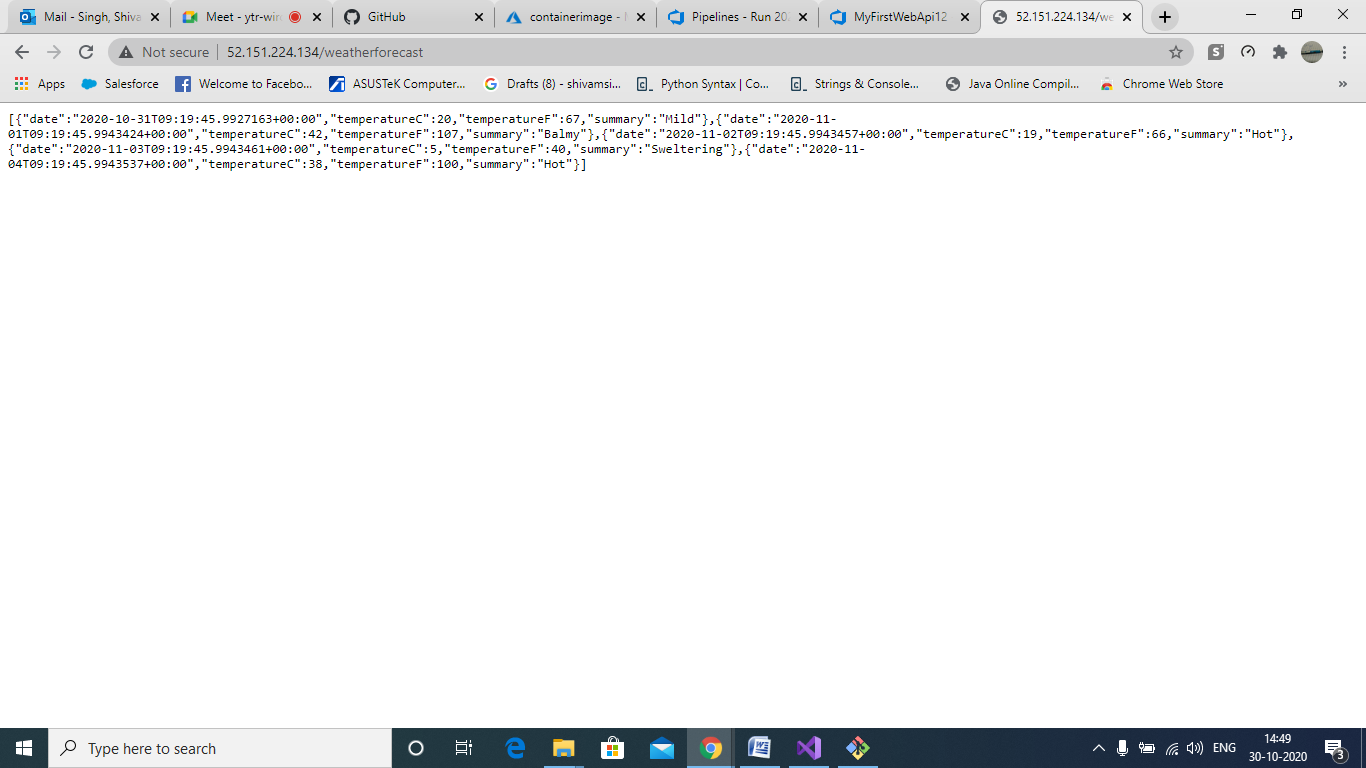 Mail - Singh, Shiva
Meet - ytr-win
GitHub
containerimage -
Pipelines - Run 20
MyFirstWebApi12
52.151.224.134/we
Not secure
52.151.224.134/weatherforecast
Apps
Salesforce
Welcome to Facebo...
ASUSTeK Computer...
Drafts (8) - shivamsi...
Python Syntax | Co...
Strings & Console...
Java Online Compil...
Chrome Web Store
[{"date":"2020-10-31T09:19:45.9927163+00:00","temperatureC":20,"temperatureF":67,"summary":"Mild"},{"date":"2020-11-
01T09:19:45.9943424+00:00","temperatureC":42,"temperatureF":107,"summary":"Balmy"},{"date":"2020-11-02T09:19:45.9943457+00:00","temperatureC":19,"temperatureF":66,"summary":"Hot"},
{"date":"2020-11-03T09:19:45.9943461+00:00","temperatureC":5,"temperatureF":40,"summary":"Sweltering"},{"date":"2020-11-
04T09:19:45.9943537+00:00","temperatureC":38,"temperatureF":100,"summary":"Hot"}]
Type here to search
ENG
14:49
30-10-2020
3